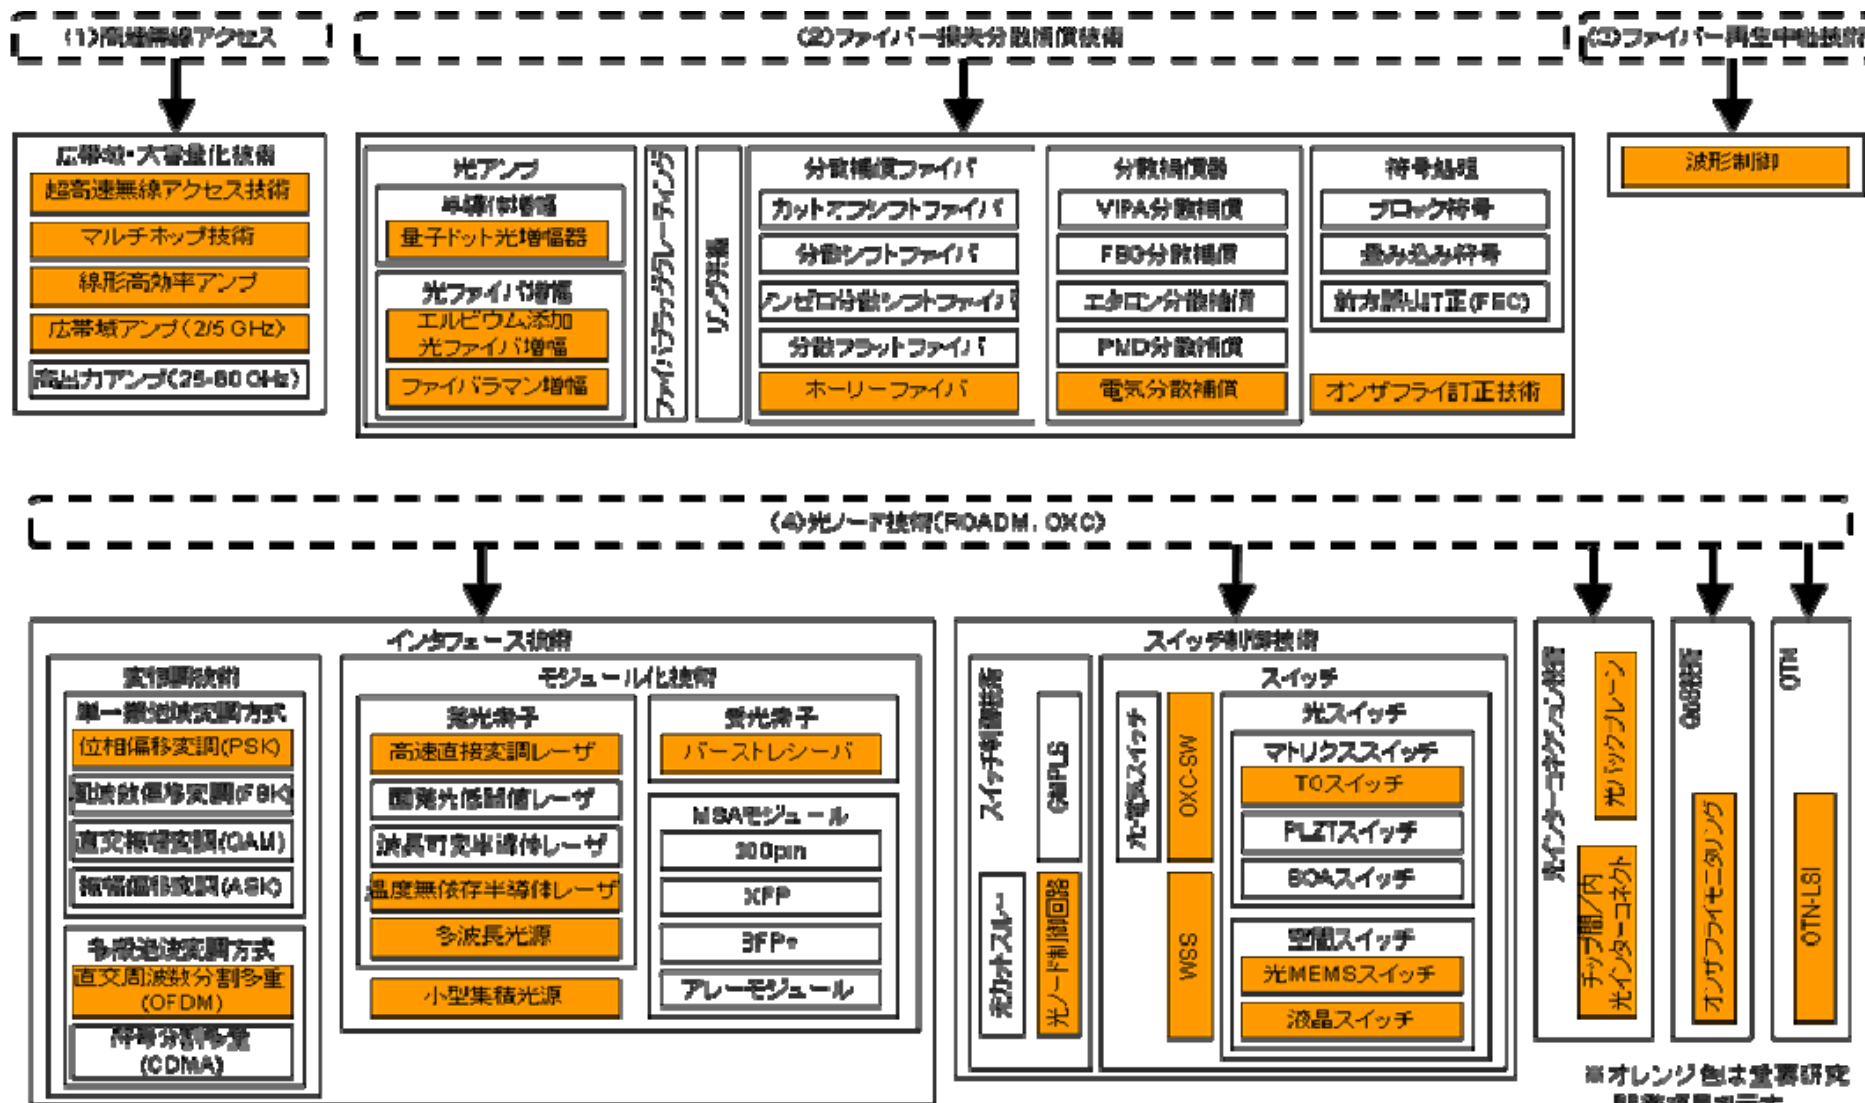 (1)高速無線アクセス
(2)ファイバー損失分散補償技術
(3)ファイバー再生中継技術
広帯域・大容量化技術
超高速無線アクセス技術
マルチホップ技術
線形高効率アンプ
広帯域アンプ(2/5 GHz)
高出力アンプ(25-60 GHz)
光アンプ
半導体増幅
量子ドット光増幅器
光ファイバ増幅
エルビウム添加
光ファイバ増幅
ファイバラマン増幅
ファイバブラッググレーティング
リング共振
分散補償ファイバ
カットオフシフトファイバ
分散シフトファイバ
ノンゼロ分散シフトファイバ
分散フラットファイバ
ホーリーファイバ
分散補償器
VIPA分散補償
FBG分散補償
エタロン分散補償
PMD分散補償
電気分散補償
符号処理
ブロック符号
畳み込み符号
前方誤り訂正(FEC)
オンザフライ訂正技術
波形制御
(4)光ノード技術(ROADM, OXC)
インタフェース技術
変復調技術
単一搬送波変調方式
位相偏移変調(PSK)
周波数偏移変調(FSK)
直交振幅変調(QAM)
振幅偏移変調(ASK)
多搬送波変調方式
直交周波数分割多重
(OFDM)
符号分割多重
(CDMA)
モジュール化技術
発光素子
高速直接変調レーザ
面発光低閾値レーザ
波長可変半導体レーザ
温度無依存半導体レーザ
多波長光源
小型集積光源
受光素子
バーストレシーバ
MSAモジュール
300pin
XFP
SFP+
アレーモジュール
スイッチ制御技術
スイッチ制御技術
GMPLS
光カットスルー
光ノード制御回路
スイッチ
光・電気スイッチ
OXC-SW
WSS
光スイッチ
マトリクススイッチ
TOスイッチ
PLZTスイッチ
SOAスイッチ
空間スイッチ
光MEMSスイッチ
液晶スイッチ
光インターコネクション技術
光バックプレーン
チップ間/内
光インターコネクト
QoS技術
オンザフライモニタリング
OTN
OTN-LSI
※オレンジ色は重要研究
開発項目を示す